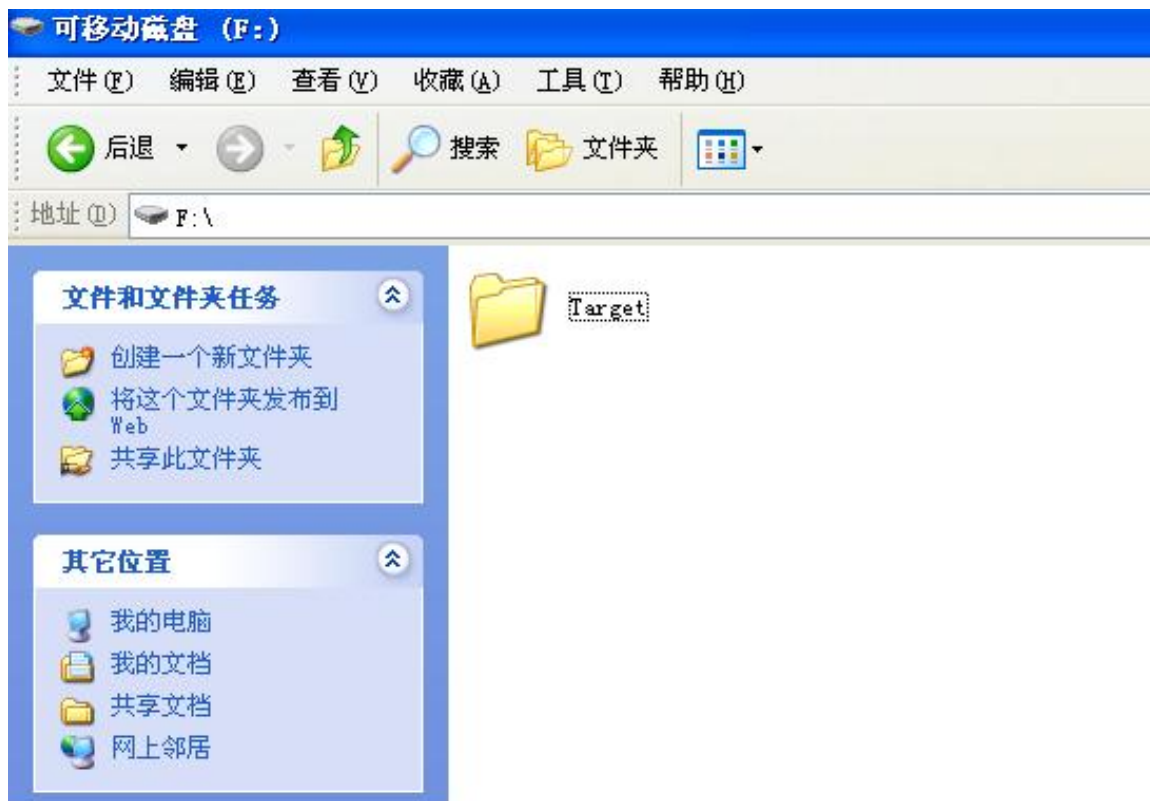 可移动磁盘 (F:)
文件(F) 编辑(E) 查看(V) 收藏(A) 工具(T) 帮助(H)
后退 搜索 文件夹
地址(D) F:\
文件和文件夹任务
创建一个新文件夹
将这个文件夹发布到
Web
共享此文件夹
其它位置
我的电脑
我的文档
共享文档
网上邻居
Target